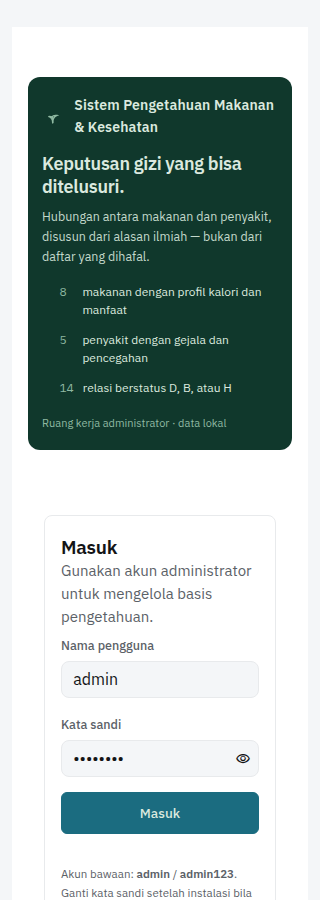 Sistem Pengetahuan Makanan
& Kesehatan
Keputusan gizi yang bisa
ditelusuri.
Hubungan antara makanan dan penyakit,
disusun dari alasan ilmiah — bukan dari
daftar yang dihafal.
8 makanan dengan profil kalori dan
manfaat
5 penyakit dengan gejala dan
pencegahan
14 relasi berstatus D, B, atau H
Ruang kerja administrator · data lokal
Masuk
Gunakan akun administrator
untuk mengelola basis
pengetahuan.
Nama pengguna
admin
Kata sandi
••••••••
Masuk
Akun bawaan: admin / admin123.
Ganti kata sandi setelah instalasi bila